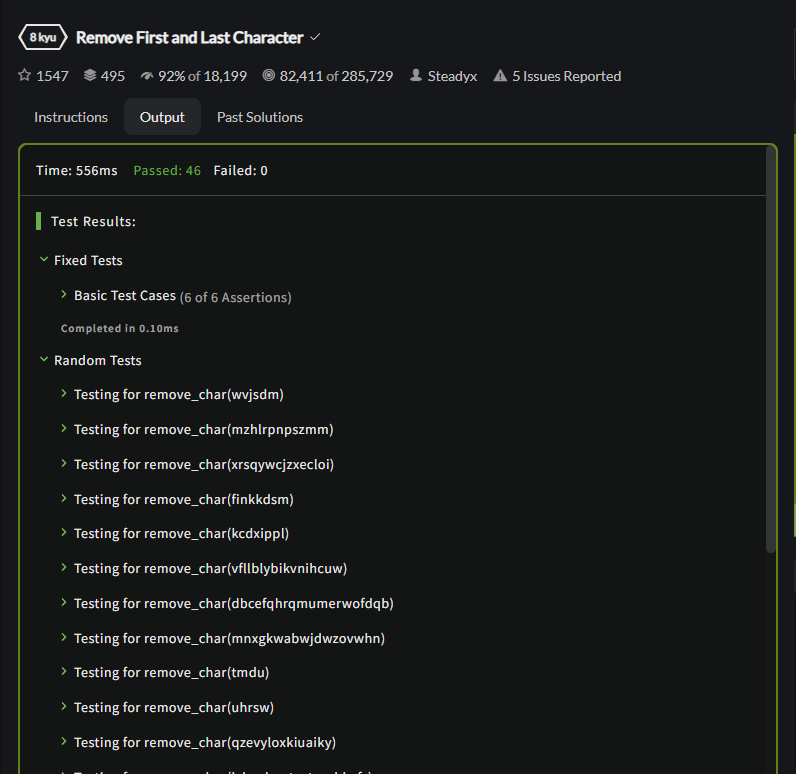 8 kyu Remove First and Last Character
1547 495 92% of 18,199 82,411 of 285,729 Steadyx 5 Issues Reported
Instructions Output Past Solutions
Time: 556ms Passed: 46 Failed: 0
Test Results:
Fixed Tests
Basic Test Cases (6 of 6 Assertions)
Completed in 0.10ms
Random Tests
Testing for remove_char(wvjsdm)
Testing for remove_char(mzhlrpnpszmm)
Testing for remove_char(xrsqywcjzxecloi)
Testing for remove_char(finkkdsm)
Testing for remove_char(kcdxippl)
Testing for remove_char(vfllblybikvnihcuw)
Testing for remove_char(dbcefqhrqmumerwofdqb)
Testing for remove_char(mnxgkwabwjdwzovwhn)
Testing for remove_char(tmdu)
Testing for remove_char(uhrsw)
Testing for remove_char(qzevyloxkiuaiky)